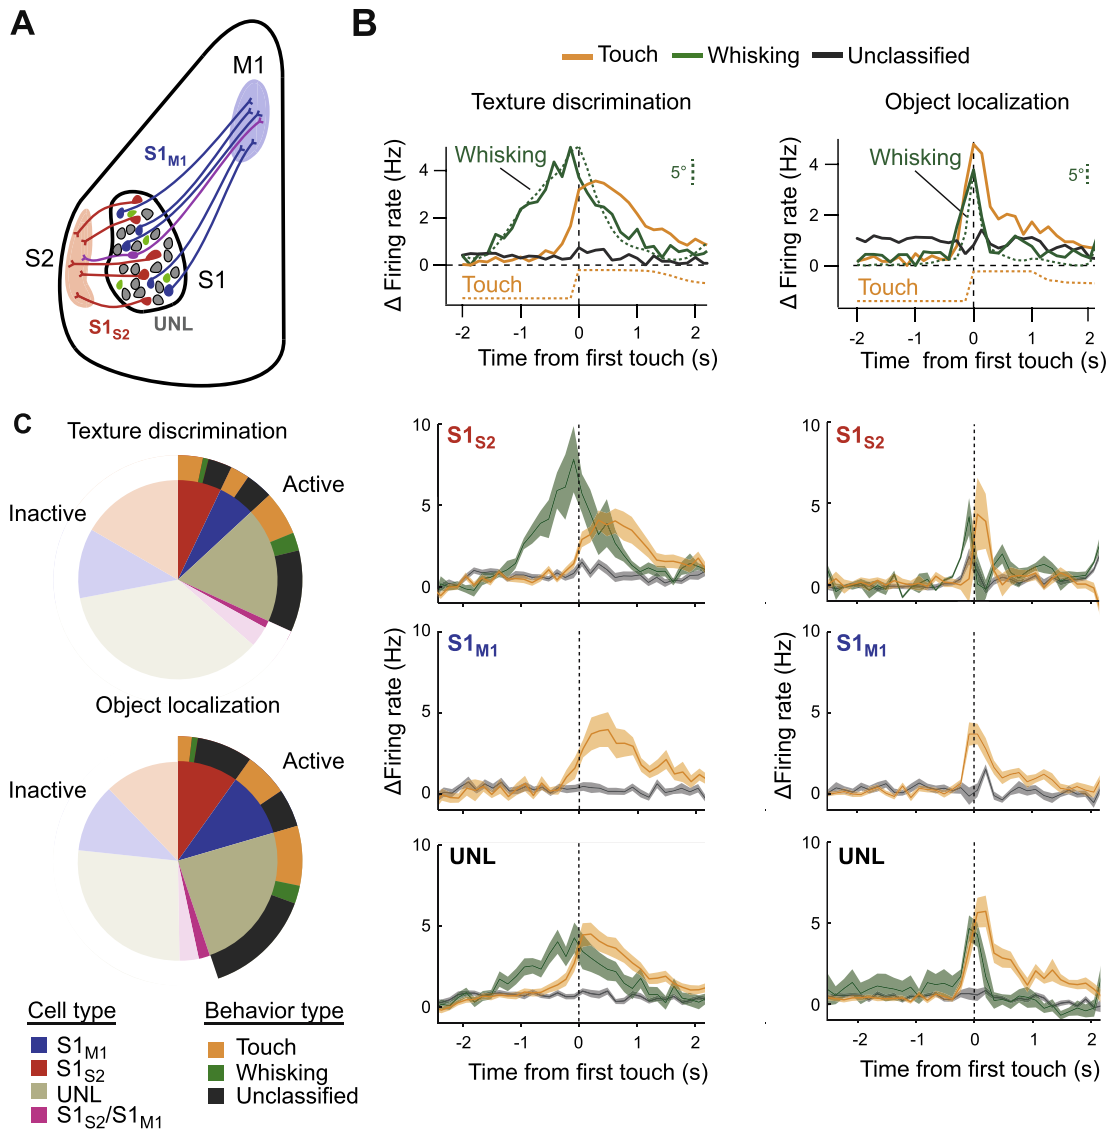 A
M1
S1M1
S2
S1
S1S2
UNL
B
Touch Whisking Unclassified
Texture discrimination
Δ Firing rate (Hz)
4
2
0
Whisking
5°
Touch
-2 -1 0 1 2
Time from first touch (s)
Object localization
Δ Firing rate (Hz)
4
2
0
Whisking
5°
Touch
-2 -1 0 1 2
Time from first touch (s)
C
Texture discrimination
Inactive
Active
Object localization
Inactive
Active
Cell type
S1M1
S1S2
UNL
S1S2/S1M1
Behavior type
Touch
Whisking
Unclassified
10
5
0
S1S2
10
5
0
S1S2
ΔFiring rate (Hz)
10
5
0
S1M1
ΔFiring rate (Hz)
10
5
0
S1M1
10
5
0
UNL
-2 -1 0 1 2
Time from first touch (s)
10
5
0
UNL
-2 -1 0 1 2
Time from first touch (s)